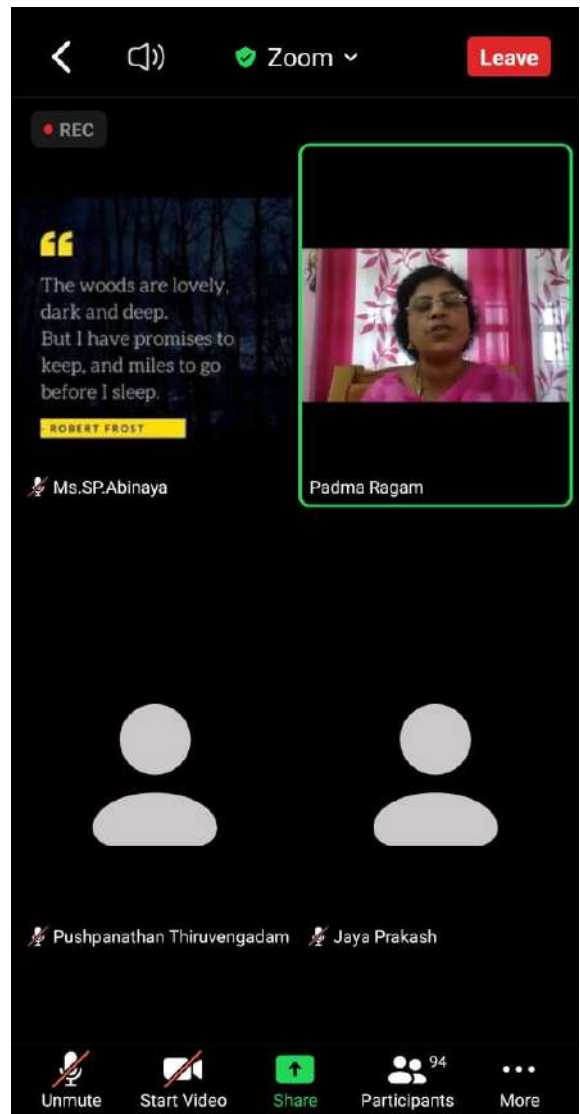 Zoom
Leave
REC
“
The woods are lovely,
dark and deep.
But I have promises to
keep, and miles to go
before I sleep.
- ROBERT FROST
Ms.SP.Abinaya
Padma Ragam
Pushpanathan Thiruvengadam
Jaya Prakash
94
Unmute
Start Video
Share
Participants
More